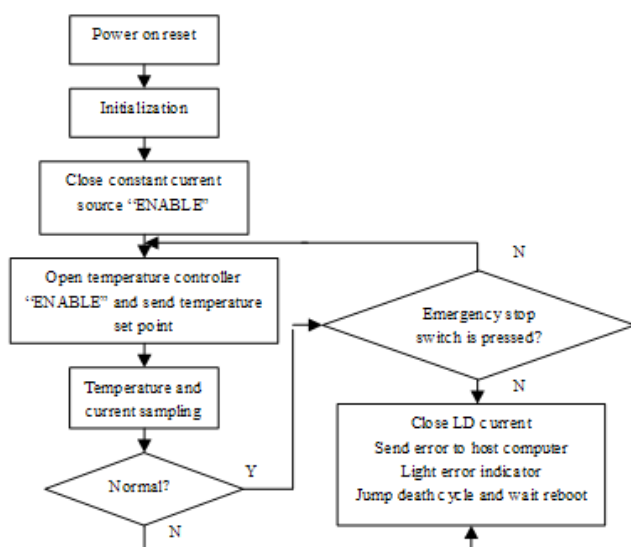 Power on reset
Initialization
Close constant current
source “ENABLE”
Open temperature controller
“ENABLE” and send temperature
set point
Temperature and
current sampling
Normal?
Y
N
N
Emergency stop
switch is pressed?
N
Close LD current
Send error to host computer
Light error indicator
Jump death cycle and wait reboot